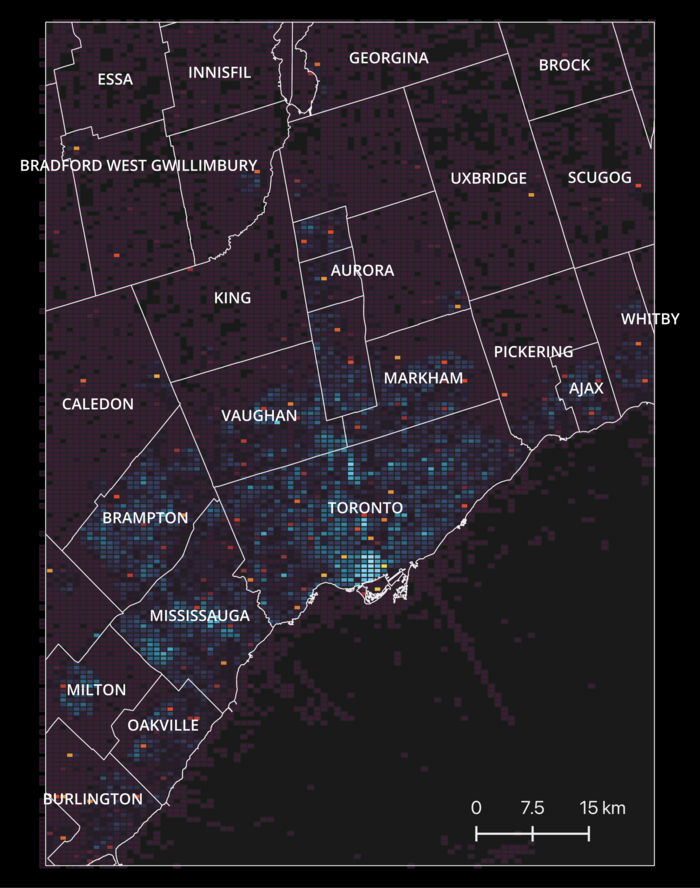 GEORGINA
BROCK
ESSA
INNISFIL
BRADFORD WEST GWILLIMBURY
UXBRIDGE
SCUGOG
AURORA
KING
WHITBY
PICKERING
MARKHAM
AJAX
CALEDON
VAUGHAN
TORONTO
BRAMPTON
MISSISSAUGA
MILTON
OAKVILLE
BURLINGTON
0 7.5 15 km